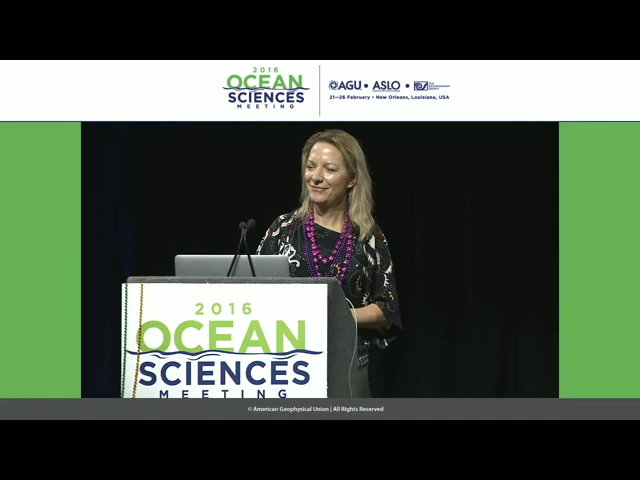 2016
OCEAN
SCIENCES
MEETING
AGU • ASLO •
21–26 February • New Orleans, Louisiana, USA
2016
OCEAN
SCIENCES
MEETING
© American Geophysical Union | All Rights Reserved